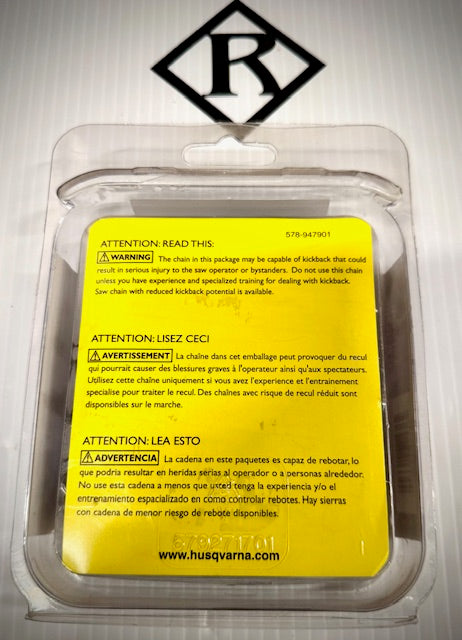 R
578-947901
ATTENTION: READ THIS:
⚠ WARNING The chain in this package may be capable of kickback that could
result in serious injury to the saw operator or bystanders. Do not use this chain
unless you have experience and specialized training for dealing with kickback.
Saw chain with reduced kickback potential is available.
ATTENTION: LISEZ CECI
⚠ AVERTISSEMENT La chaîne dans cet emballage peut provoquer du recul
qui pourrait causer des blessures graves à l'operateur ainsi qu'aux spectateurs.
Utilisez cette chaîne uniquement si vous avez l'experience et l'entrainement
specialise pour traiter le recul. Des chaînes avec risque de recul réduit sont
disponsibles sur le marche.
ATTENTION: LEA ESTO
⚠ ADVERTENCIA La cadena en este paquetes es capaz de rebotar, lo
que podria resultar en heridas serias al operador o a personas alrededor.
No use esta cadena a menos que usted tenga la experiencia y/o el
entrenamiento espacializado en como controlar rebotes. Hay sierras
con cadena de menor riesgo de rebote disponibles.
www.husqvarna.com